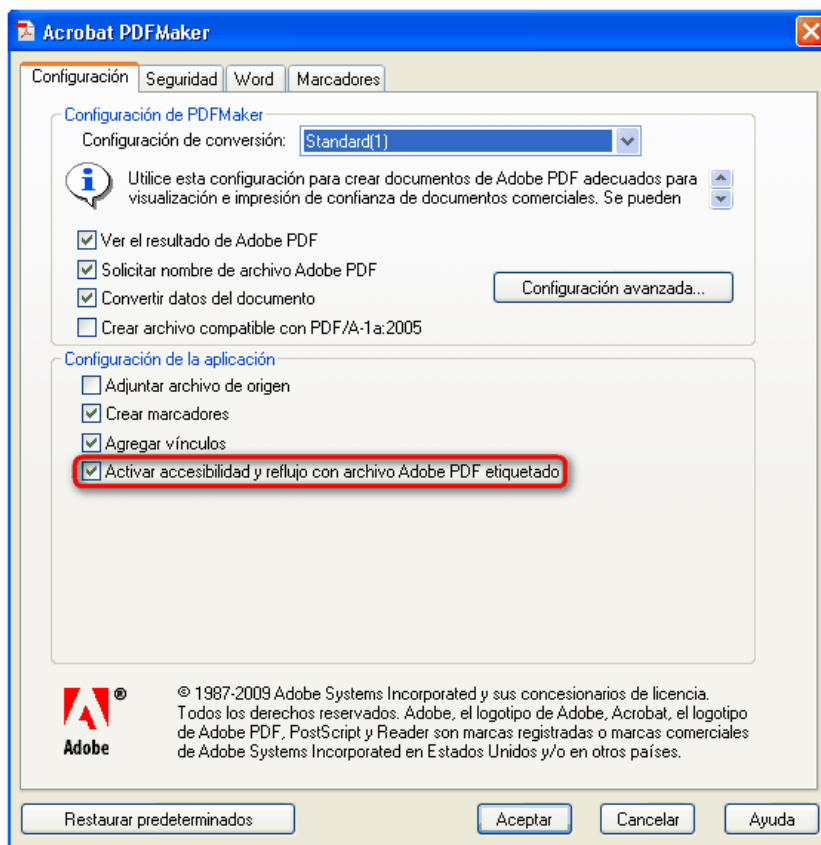 Acrobat PDFMaker
Configuración Seguridad Word Marcadores
Configuración de PDFMaker
Configuración de conversión: Standard(1)
Utilice esta configuración para crear documentos de Adobe PDF adecuados para
visualización e impresión de confianza de documentos comerciales. Se pueden
Ver el resultado de Adobe PDF
Solicitar nombre de archivo Adobe PDF
Convertir datos del documento
Configuración avanzada...
Crear archivo compatible con PDF/A-1a:2005
Configuración de la aplicación
Adjuntar archivo de origen
Crear marcadores
Agregar vínculos
Activar accesibilidad y reflujo con archivo Adobe PDF etiquetado
Adobe
®
© 1987-2009 Adobe Systems Incorporated y sus concesionarios de licencia.
Todos los derechos reservados. Adobe, el logotipo de Adobe, Acrobat, el logotipo
de Adobe PDF, PostScript y Reader son marcas registradas o marcas comerciales
de Adobe Systems Incorporated en Estados Unidos y/o en otros países.
Restaurar predeterminados Aceptar Cancelar Ayuda